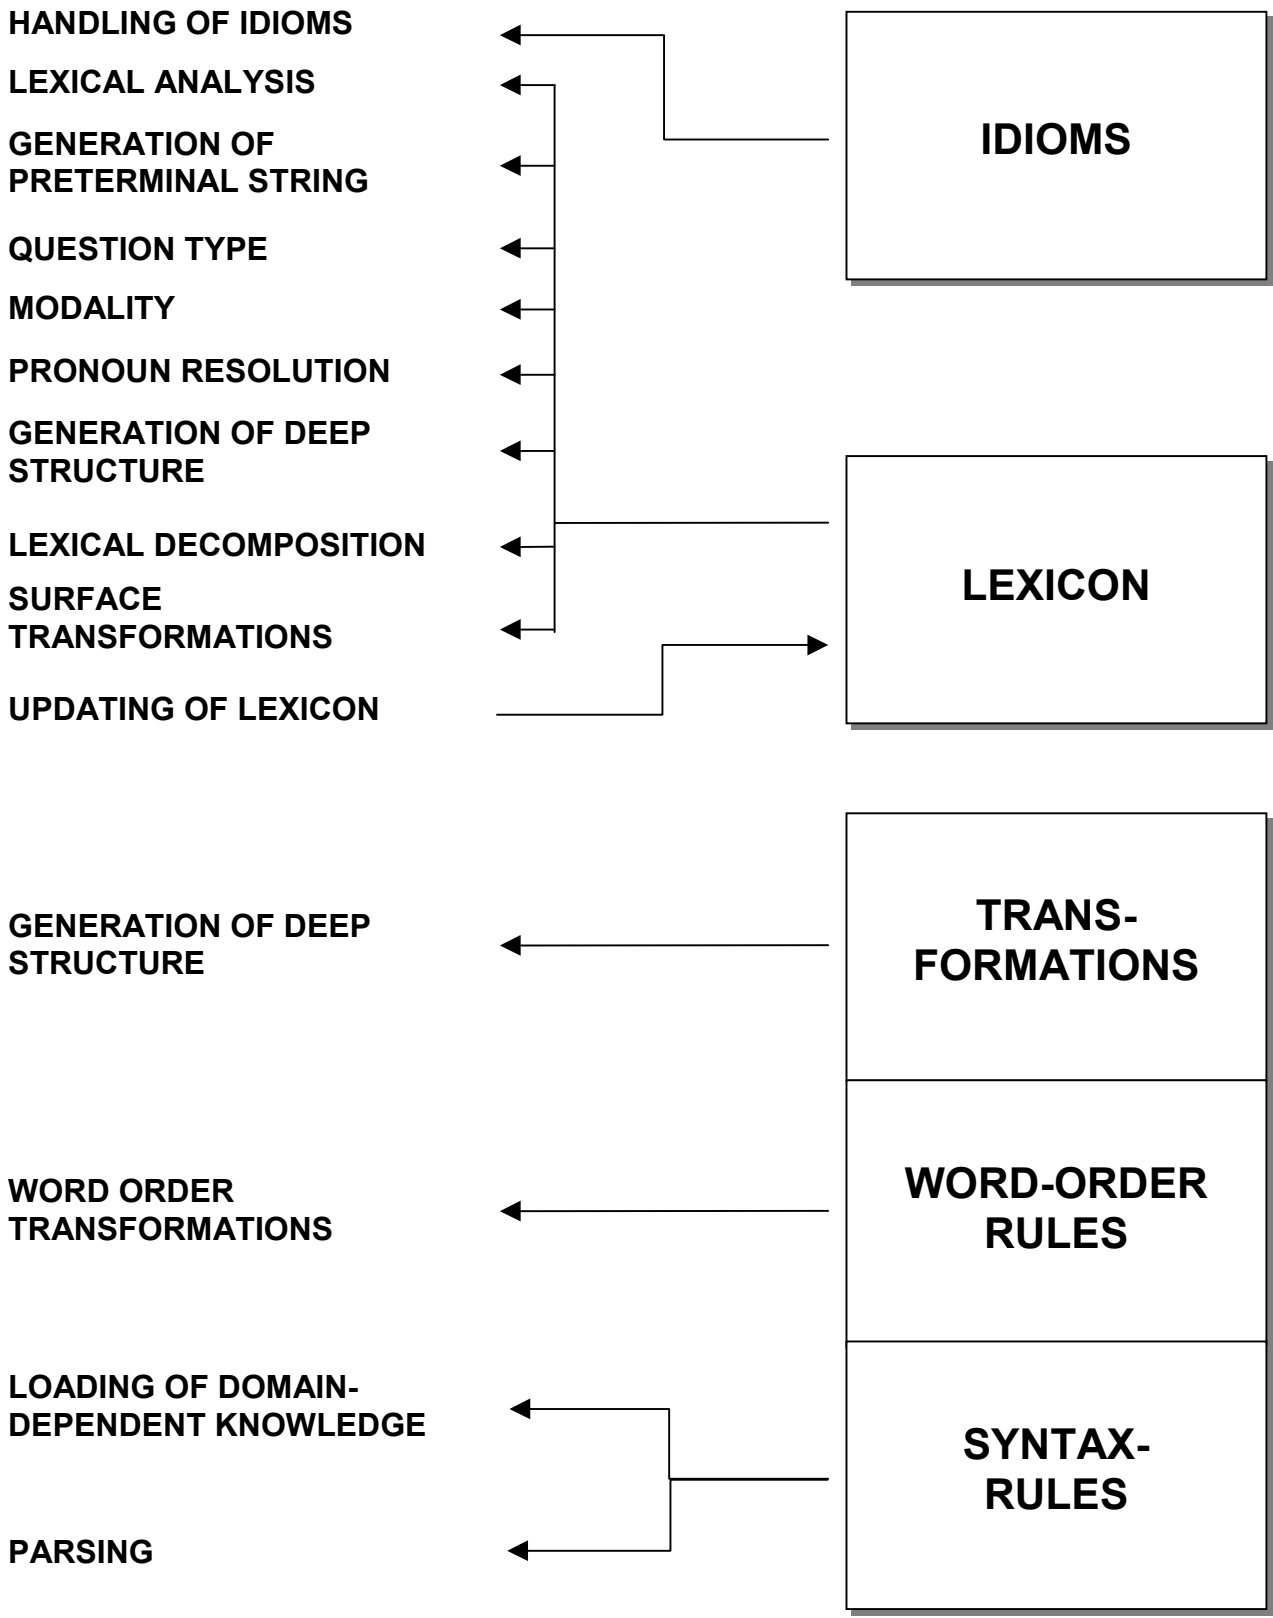 HANDLING OF IDIOMS
LEXICAL ANALYSIS
GENERATION OF
PRETERMINAL STRING
QUESTION TYPE
MODALITY
PRONOUN RESOLUTION
GENERATION OF DEEP
STRUCTURE
LEXICAL DECOMPOSITION
SURFACE
TRANSFORMATIONS
UPDATING OF LEXICON
IDIOMS
LEXICON
GENERATION OF DEEP
STRUCTURE
TRANS-
FORMATIONS
WORD ORDER
TRANSFORMATIONS
WORD-ORDER
RULES
LOADING OF DOMAIN-
DEPENDENT KNOWLEDGE
PARSING
SYNTAX-
RULES